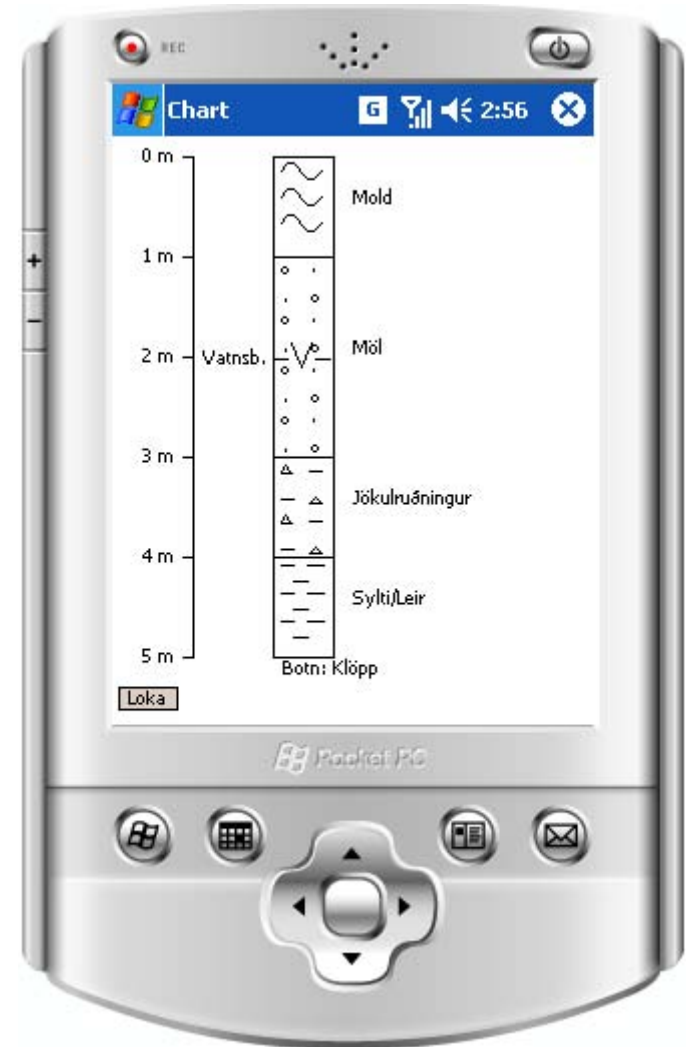 REC
Chart
G
2:56
0 m
Mold
1 m
Möl
2 m
Vatnsb.
3 m
Jökulruðningur
4 m
Sylti/Leir
5 m
Botn: Klöpp
Loka
Pocket PC